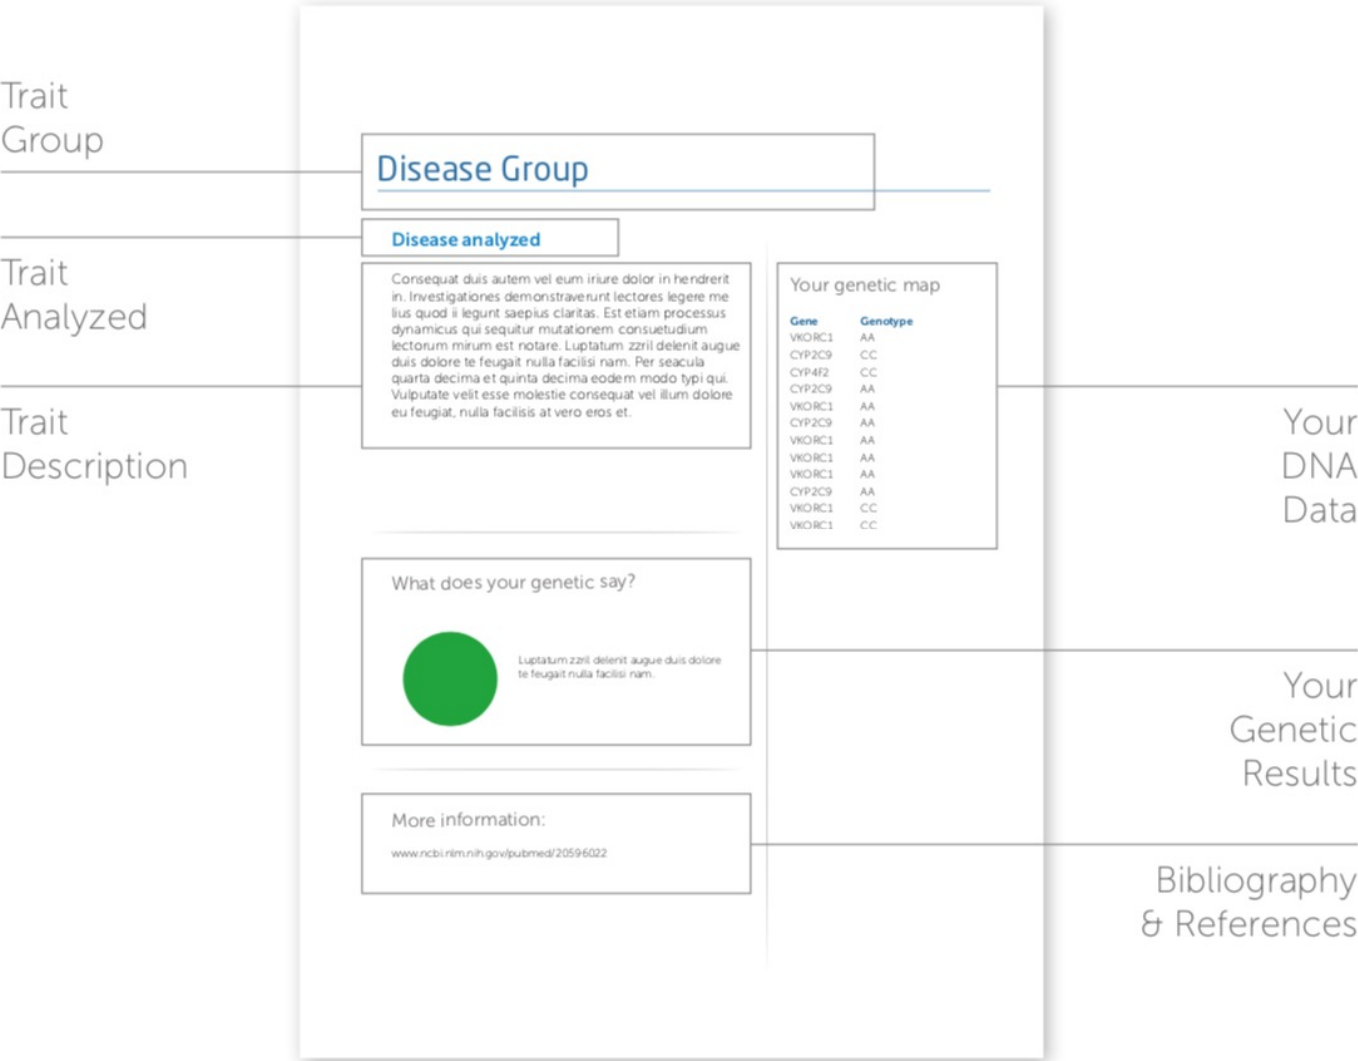 Trait
Group
Disease Group
Disease analyzed
Trait
Analyzed
Consequat duis autem vel eum iriure dolor in hendrerit
in. Investigationes demonstraverunt lectores legere me
lius quod ii legunt saepius claritas. Est etiam processus
dynamicus qui sequitur mutationem consuetudium
lectorum mirum est notare. Luptatum zzril delenit augue
duis dolore te feugait nulla facilisi nam. Per seacula
quarta decima et quinta decima eodem modo typi qui.
Vulputate velit esse molestie consequat vel illum dolore
eu feugiat, nulla facilisis at vero eros et.
Trait
Description
Your genetic map
Gene Genotype
VKORC1 AA
CYP2C9 CC
CYP4F2 CC
CYP2C9 AA
VKORC1 AA
CYP2C9 AA
VKORC1 AA
VKORC1 AA
VKORC1 AA
CYP2C9 AA
VKORC1 CC
VKORC1 CC
Your
DNA
Data
What does your genetic say?
Luptatum zzril delenit augue duis dolore
te feugait nulla facilisi nam.
Your
Genetic
Results
More information:
www.ncbi.nlm.nih.gov/pubmed/20596022
Bibliography
& References